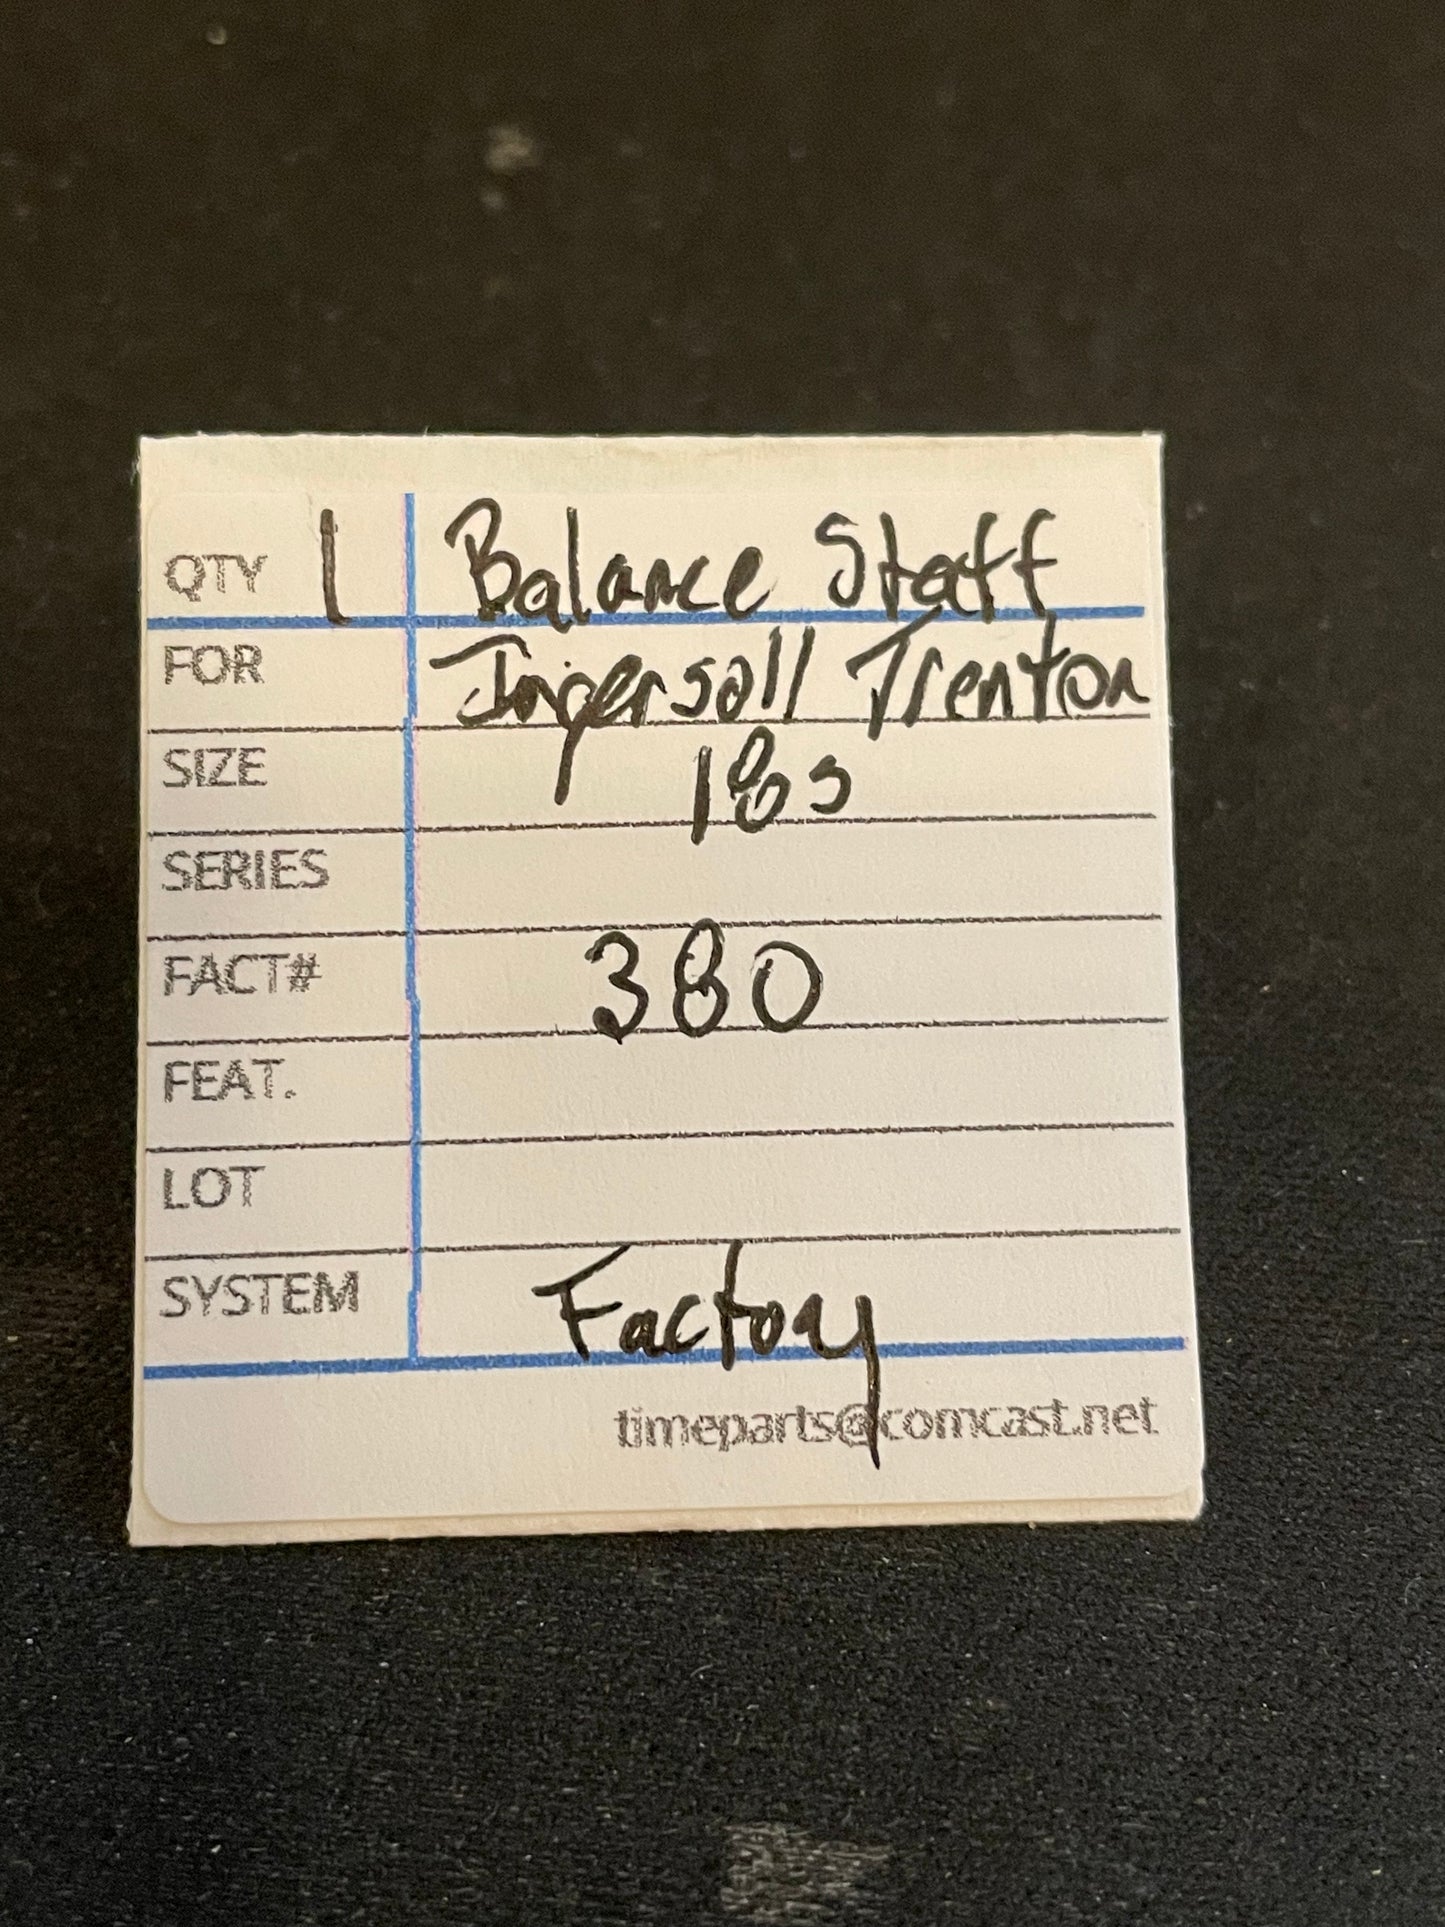 QTY 1 Balance Staff
FOR Ingersoll Trenton
SIZE 18s
SERIES
FACT# 380
FEAT.
LOT
SYSTEM Factory
timeparts@comcast.net